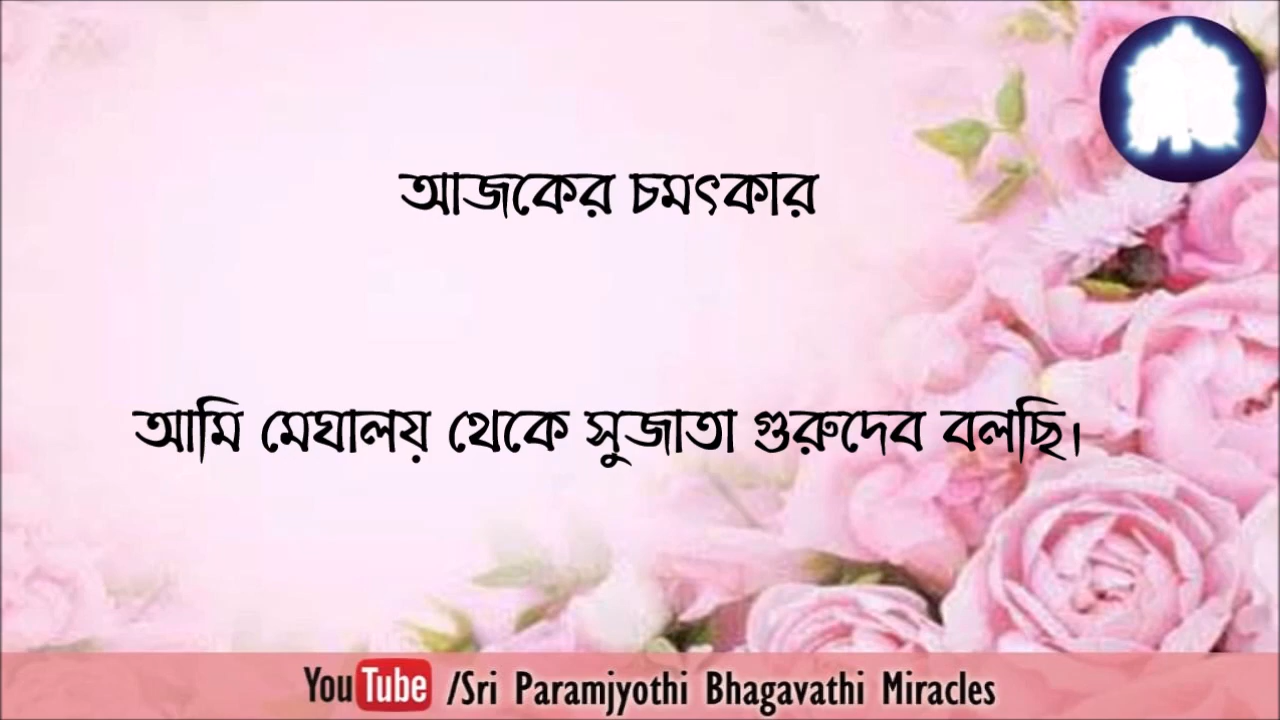 আজকের চমৎকার
আমি মেঘালয় থেকে সুজাতা গুরুদেব বলছি।
YouTube /Sri Paramjyothi Bhagavathi Miracles